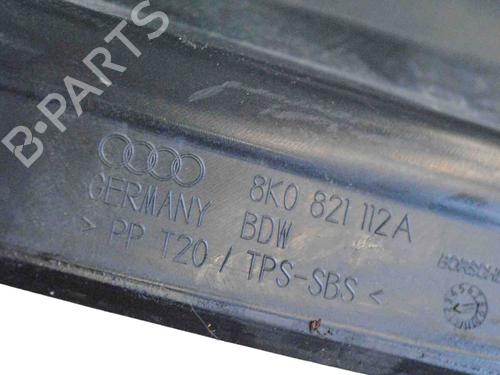 B-PARTS
8K0 821 112A
GERMANY BDW
> PP T20 / TPS-SBS <